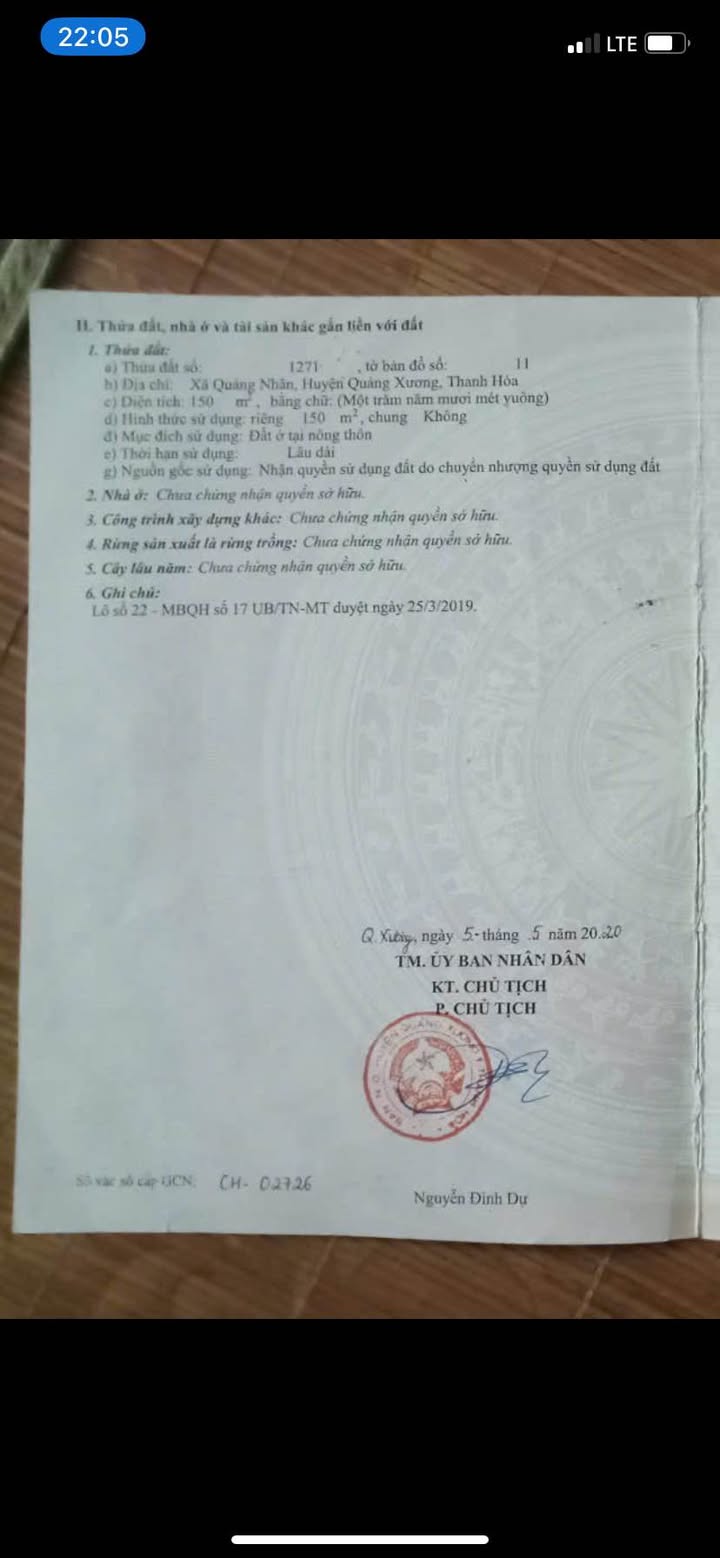 22:05
LTE
II. Thửa đất, nhà ở và tài sản khác gắn liền với đất
1. Thửa đất:
a) Thửa đất số: 1271 , tờ bản đồ số: 11
b) Địa chỉ: Xã Quảng Nhân, Huyện Quảng Xương, Thanh Hóa
c) Diện tích: 150 m², bằng chữ: (Một trăm năm mươi mét vuông)
d) Hình thức sử dụng: riêng 150 m², chung Không
đ) Mục đích sử dụng: Đất ở tại nông thôn
e) Thời hạn sử dụng: Lâu dài
g) Nguồn gốc sử dụng: Nhận quyền sử dụng đất do chuyển nhượng quyền sử dụng đất
2. Nhà ở: Chưa chứng nhận quyền sở hữu.
3. Công trình xây dựng khác: Chưa chứng nhận quyền sở hữu.
4. Rừng sản xuất là rừng trồng: Chưa chứng nhận quyền sở hữu.
5. Cây lâu năm: Chưa chứng nhận quyền sở hữu.
6. Ghi chú:
Lô số 22 - MBQH số 17 UB/TN-MT duyệt ngày 25/3/2019.
Q. Xương, ngày 5 tháng 5 năm 2020
TM. ỦY BAN NHÂN DÂN
KT. CHỦ TỊCH
P. CHỦ TỊCH
HUYỆN QUẢNG XƯƠNG
Số vào sổ cấp GCN: CH- 02726
Nguyễn Đình Dự